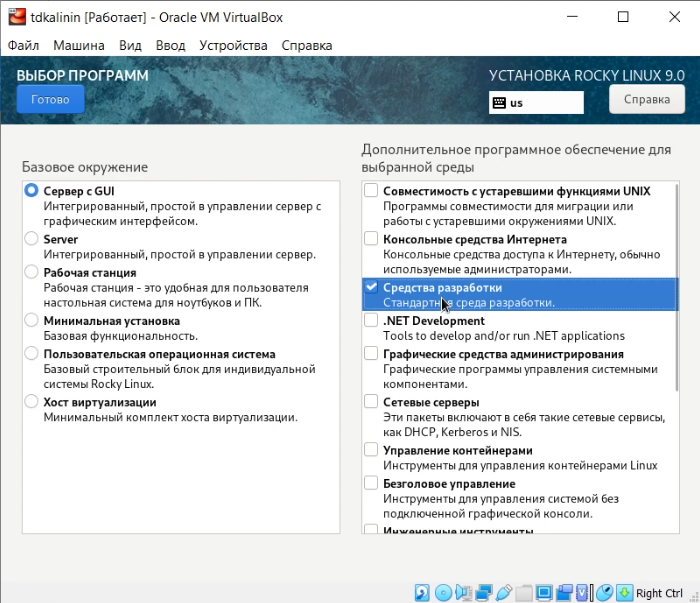 tdkalinin [Работает] - Oracle VM VirtualBox
Файл Машина Вид Ввод Устройства Справка
ВЫБОР ПРОГРАММ
УСТАНОВКА ROCKY LINUX 9.0
Готово
us
Справка
Базовое окружение
Сервер с GUI
Интегрированный, простой в управлении сервер с
графическим интерфейсом.
Server
Интегрированный, простой в управлении сервер.
Рабочая станция
Рабочая станция - это удобная для пользователя
настольная система для ноутбуков и ПК.
Минимальная установка
Базовая функциональность.
Пользовательская операционная система
Базовый строительный блок для индивидуальной
системы Rocky Linux.
Хост виртуализации
Минимальный комплект хоста виртуализации.
Дополнительное программное обеспечение для
выбранной среды
Совместимость с устаревшими функциями UNIX
Программы совместимости для миграции или
работы с устаревшими окружениями UNIX.
Консольные средства Интернета
Консольные средства доступа к Интернету, обычно
используемые администраторами.
Средства разработки
Стандартная среда разработки.
.NET Development
Tools to develop and/or run .NET applications
Графические средства администрирования
Графические программы управления системными
компонентами.
Сетевые серверы
Эти пакеты включают в себя такие сетевые сервисы,
как DHCP, Kerberos и NIS.
Управление контейнерами
Инструменты для управления контейнерами Linux
Безголовое управление
Инструменты для управления системой без
подключенной графической консоли.
Инженерные инструменты
Right Ctrl